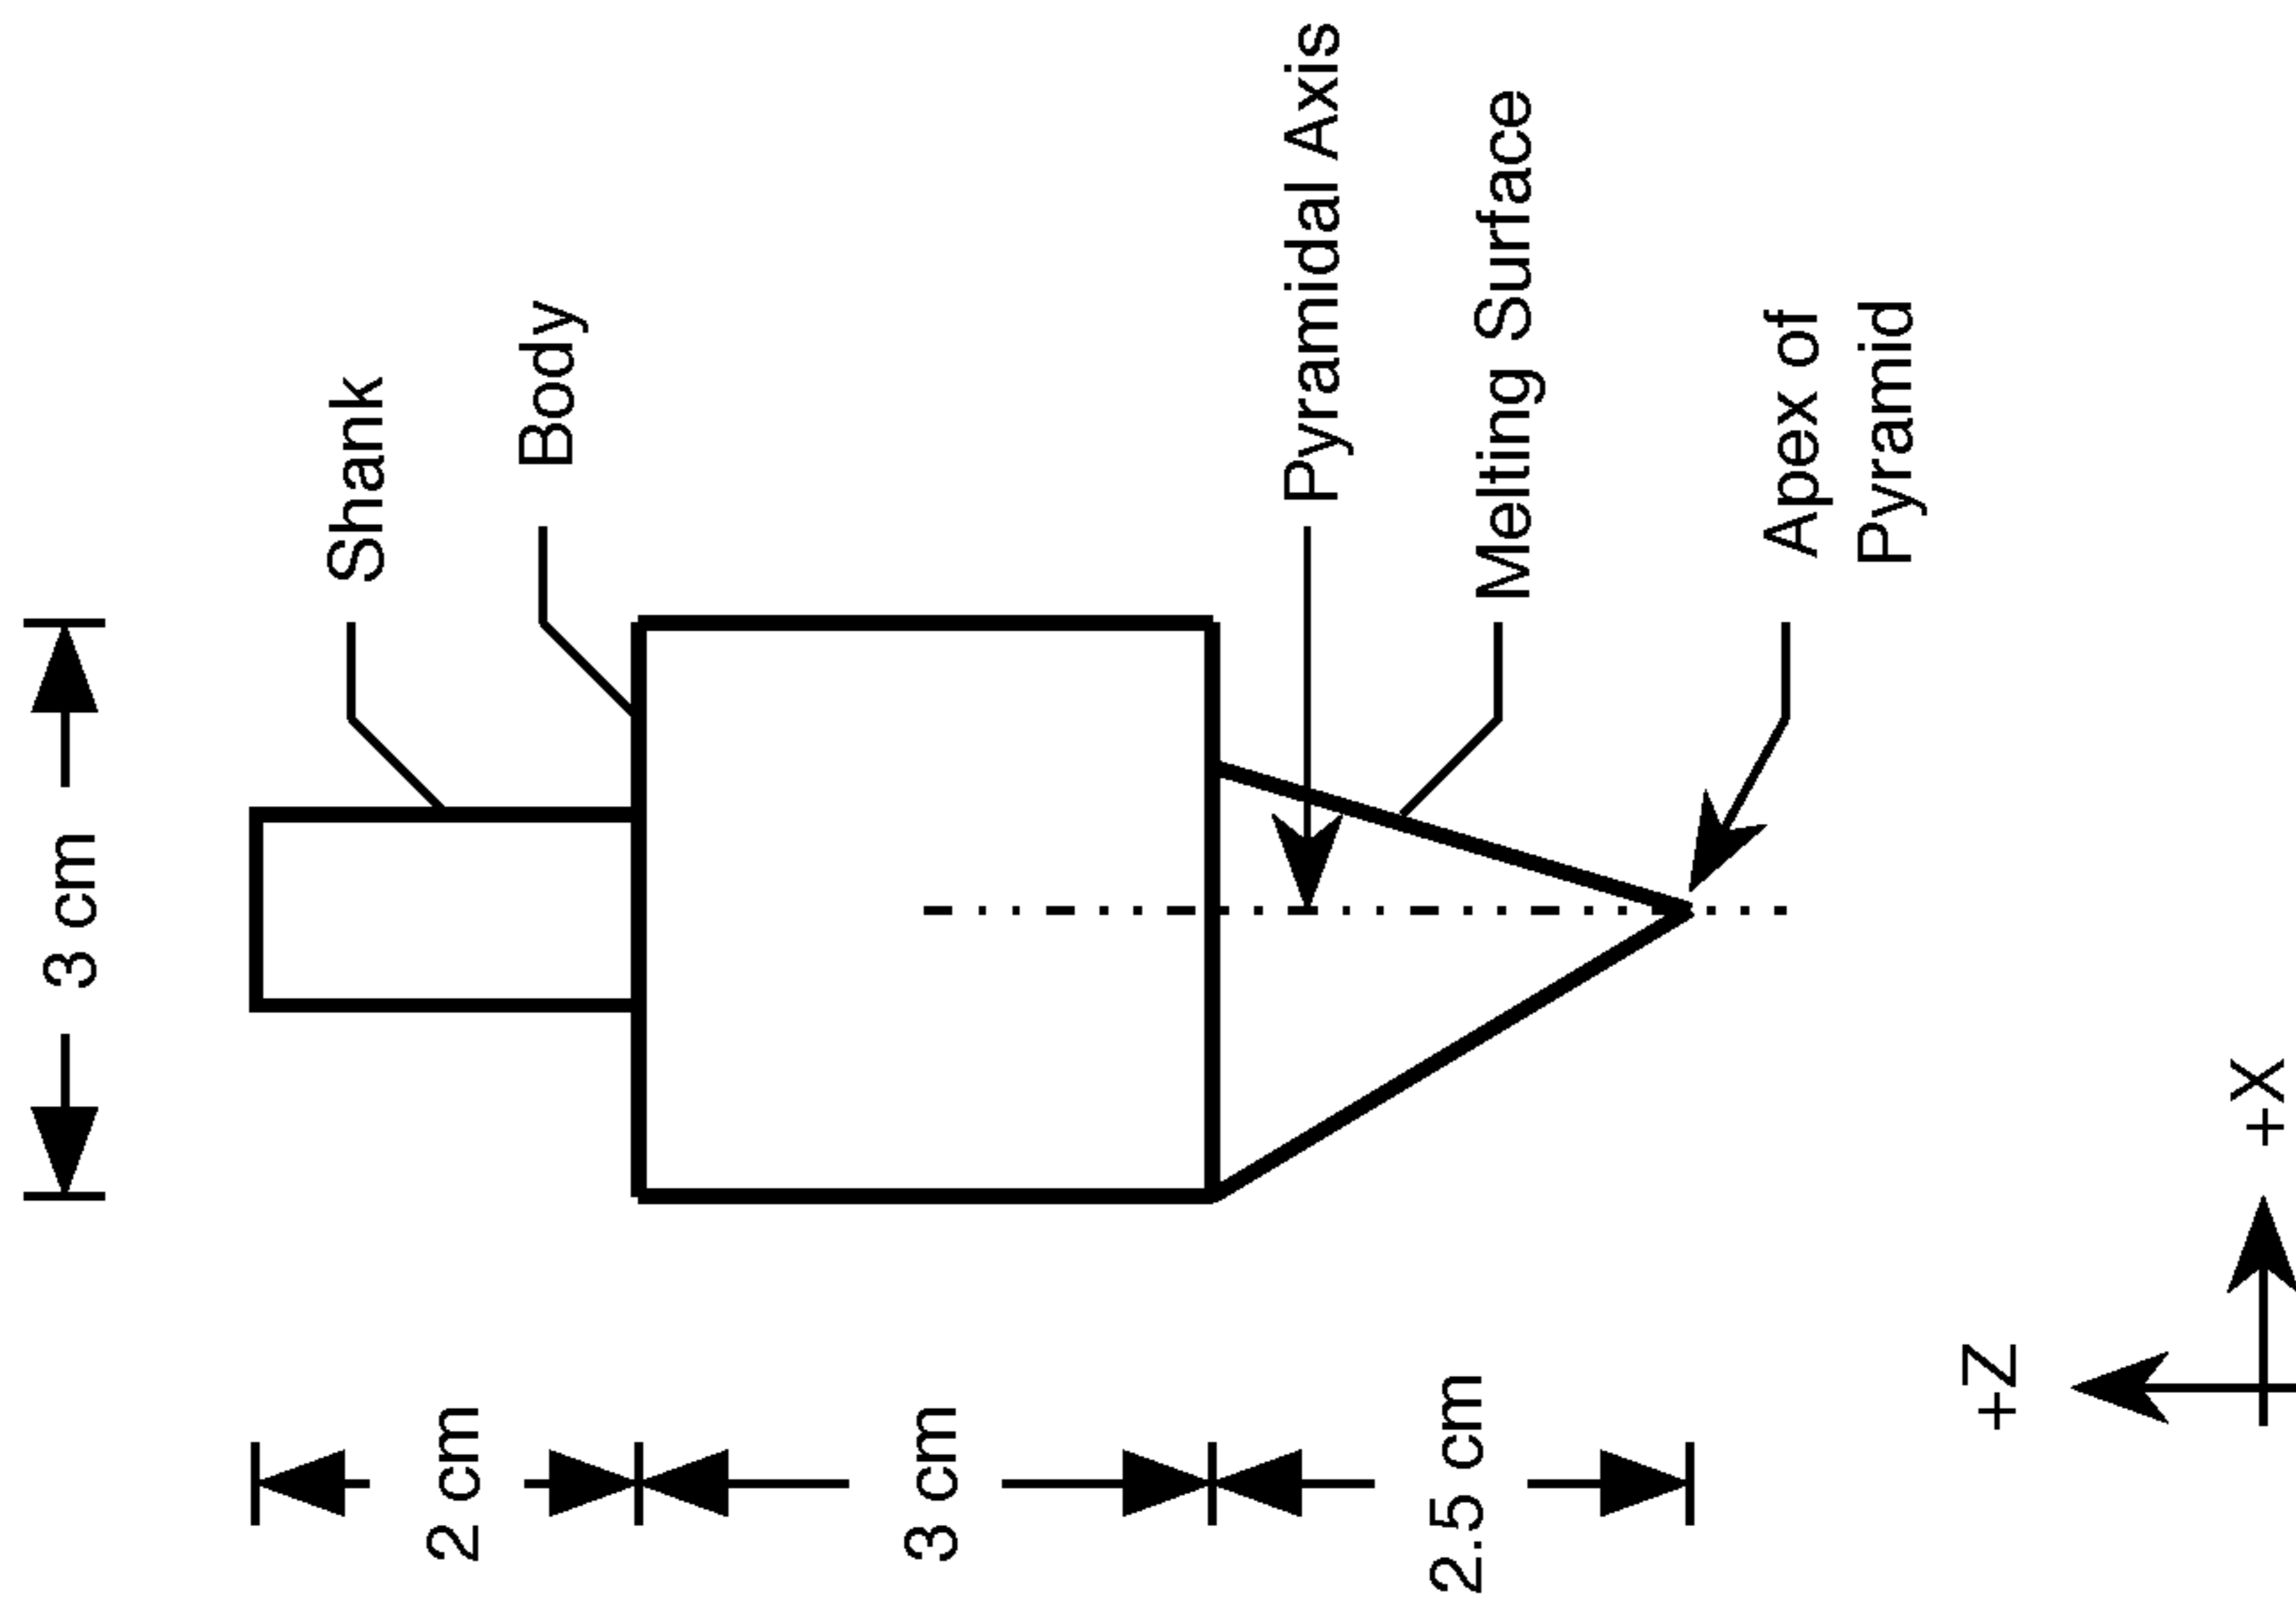 3 cm
Shank
Body
Pyramidal Axis
Melting Surface
Apex of
Pyramid
2 cm
3 cm
2.5 cm
+Z
+X